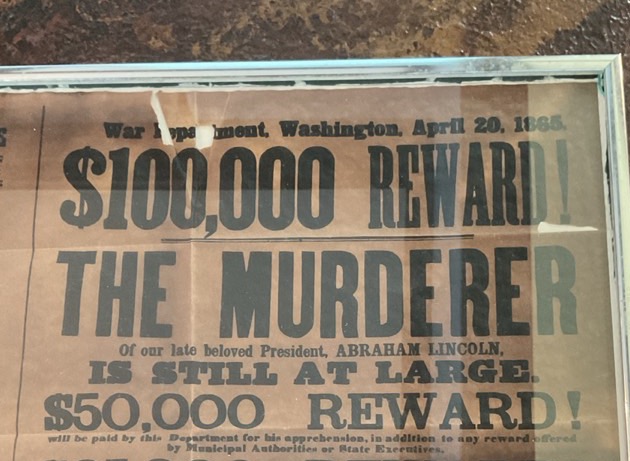 War Department, Washington, April 20, 1865.
$100,000 REWARD!
THE MURDERER
Of our late beloved President, ABRAHAM LINCOLN,
IS STILL AT LARGE.
$50,000 REWARD!
will be paid by this Department for his apprehension, in addition to any reward offered
by Municipal Authorities or State Executives.